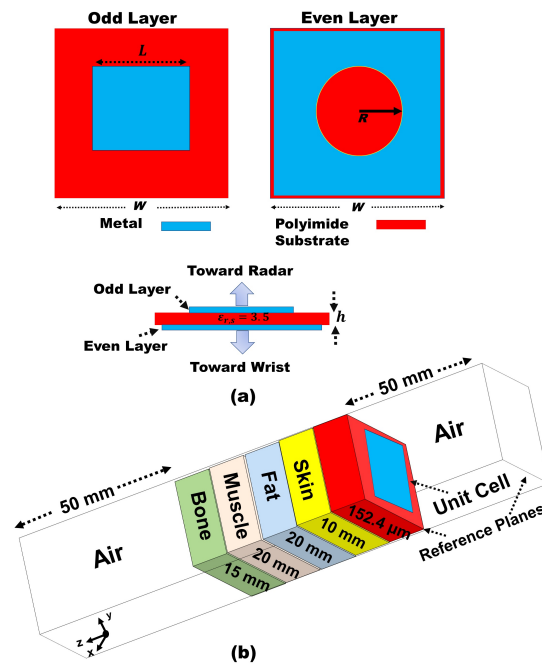 Odd Layer
Even Layer
L
R
W
W
Metal
Polyimide
Substrate
Toward Radar
Odd Layer
εr,s = 3.5
h
Even Layer
Toward Wrist
(a)
50 mm
Air
50 mm
Air
Bone
Muscle
Fat
Skin
15 mm
20 mm
20 mm
10 mm
152.4 μm
Unit Cell
Reference Planes
y
z
x
(b)